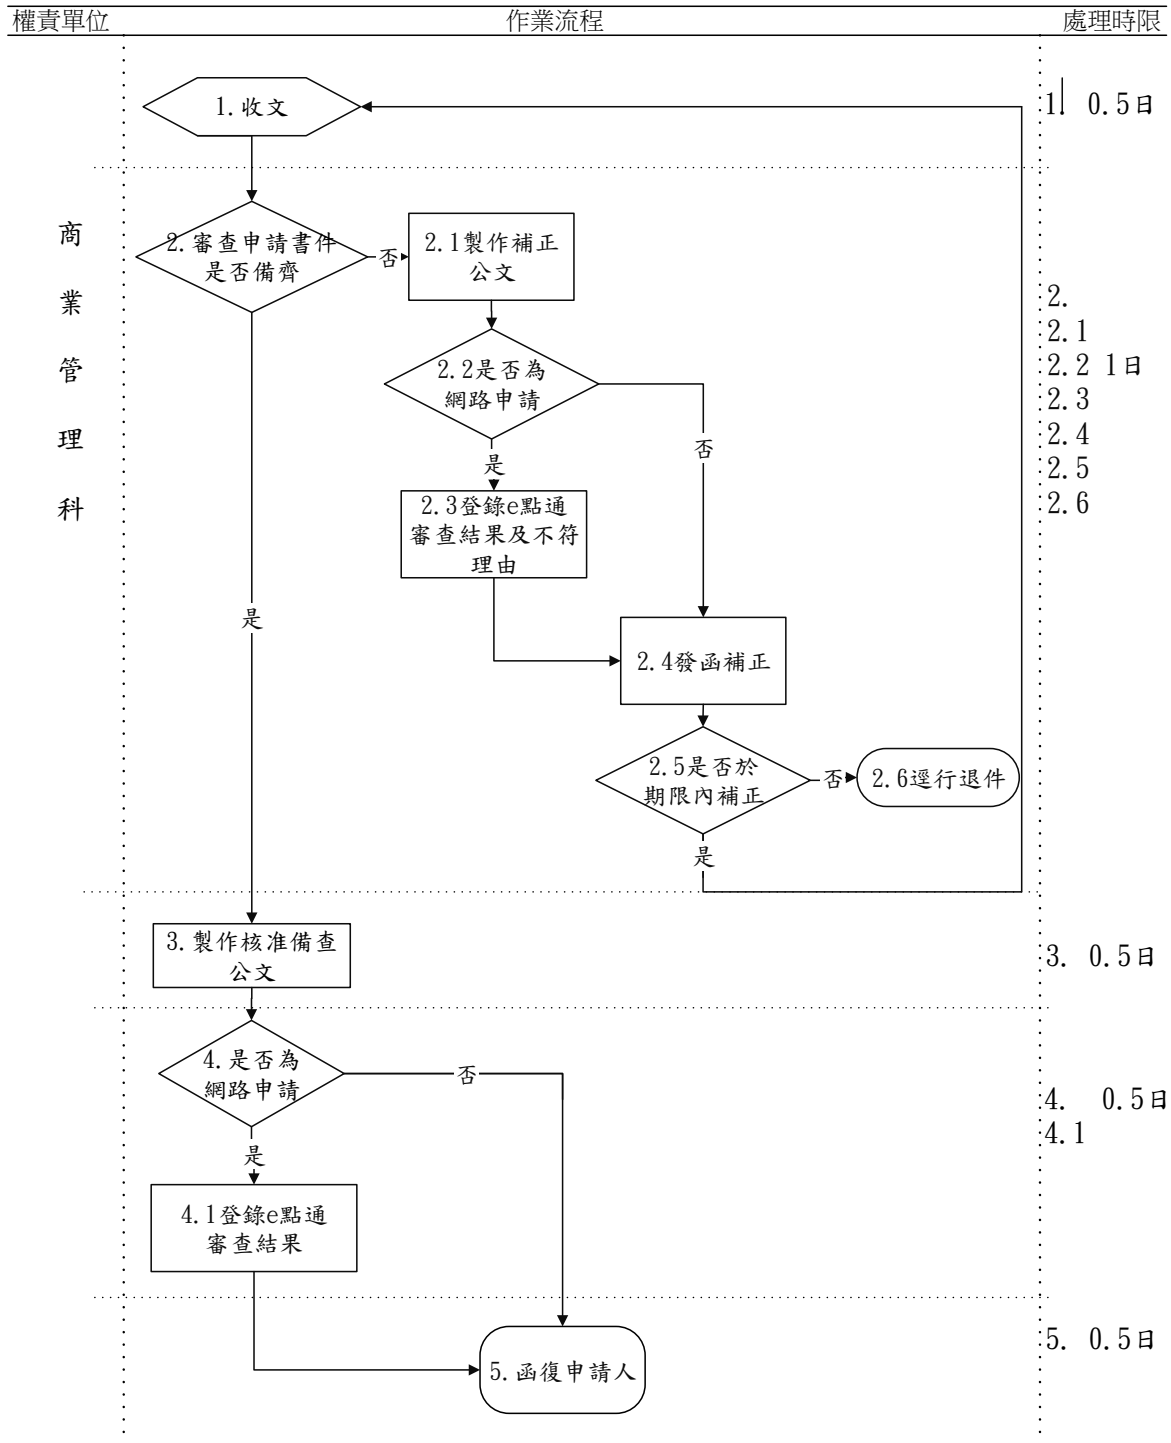 權責單位
作業流程
處理時限
1.收文
1. 0.5日
商
業
管
理
科
2.審查申請書件
是否備齊
否
2.1製作補正
公文
2.2是否為
網路申請
否
是
2.3登錄e點通
審查結果及不符
理由
是
2.4發函補正
2.5是否於
期限內補正
否
2.6逕行退件
是
2.
2.1
2.2 1日
2.3
2.4
2.5
2.6
3.製作核准備查
公文
3. 0.5日
4.是否為
網路申請
否
是
4.1登錄e點通
審查結果
4. 0.5日
4.1
5.函復申請人
5. 0.5日